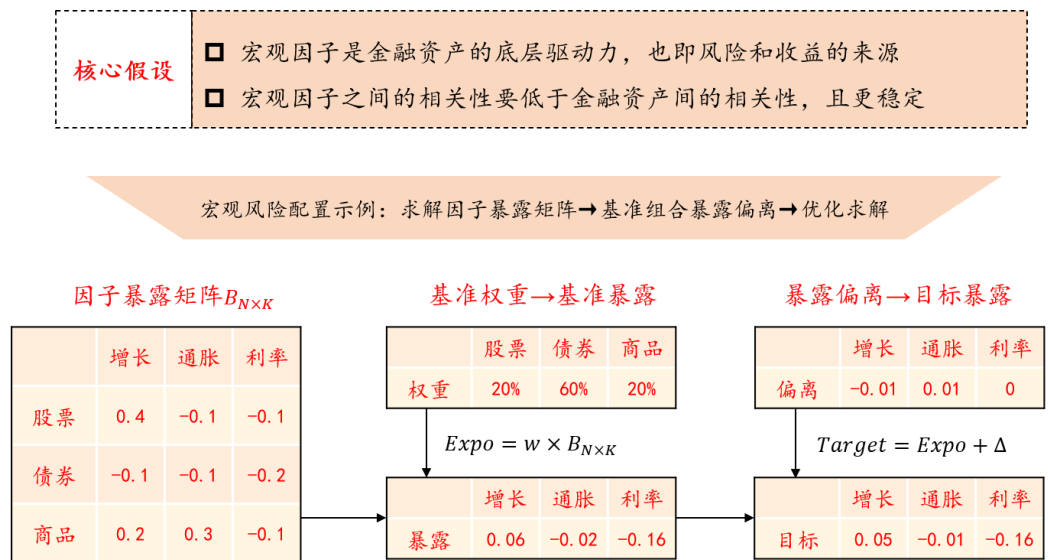 核心假设
宏观因子是金融资产的底层驱动力，也即风险和收益的来源
宏观因子之间的相关性要低于金融资产间的相关性，且更稳定
宏观风险配置示例：求解因子暴露矩阵→基准组合暴露偏离→优化求解
因子暴露矩阵B_{N×K}
增长 通胀 利率
股票 0.4 -0.1 -0.1
债券 -0.1 -0.1 -0.2
商品 0.2 0.3 -0.1
基准权重→基准暴露
股票 债券 商品
权重 20% 60% 20%
Expo = w × B_{N×K}
增长 通胀 利率
暴露 0.06 -0.02 -0.16
暴露偏离→目标暴露
增长 通胀 利率
偏离 -0.01 0.01 0
Target = Expo + Δ
增长 通胀 利率
目标 0.05 -0.01 -0.16